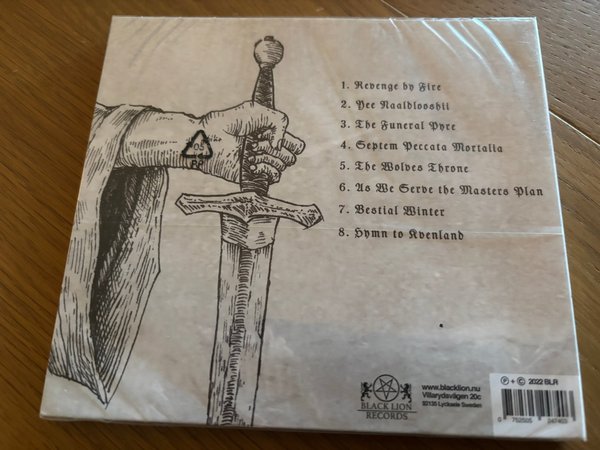 1. Revenge by Fire
2. Yee Naaldlooshii
3. The Funeral Pyre
4. Septem Peccata Mortalia
5. The Wolves Throne
6. As We Serve the Masters Plan
7. Bestial Winter
8. Hymn to Kvenland
05
BLACK LION
RECORDS
www.blacklion.nu
Villarydsvägen 20c
92135 Lycksele Sweden
Ⓟ + © 2022 BLR